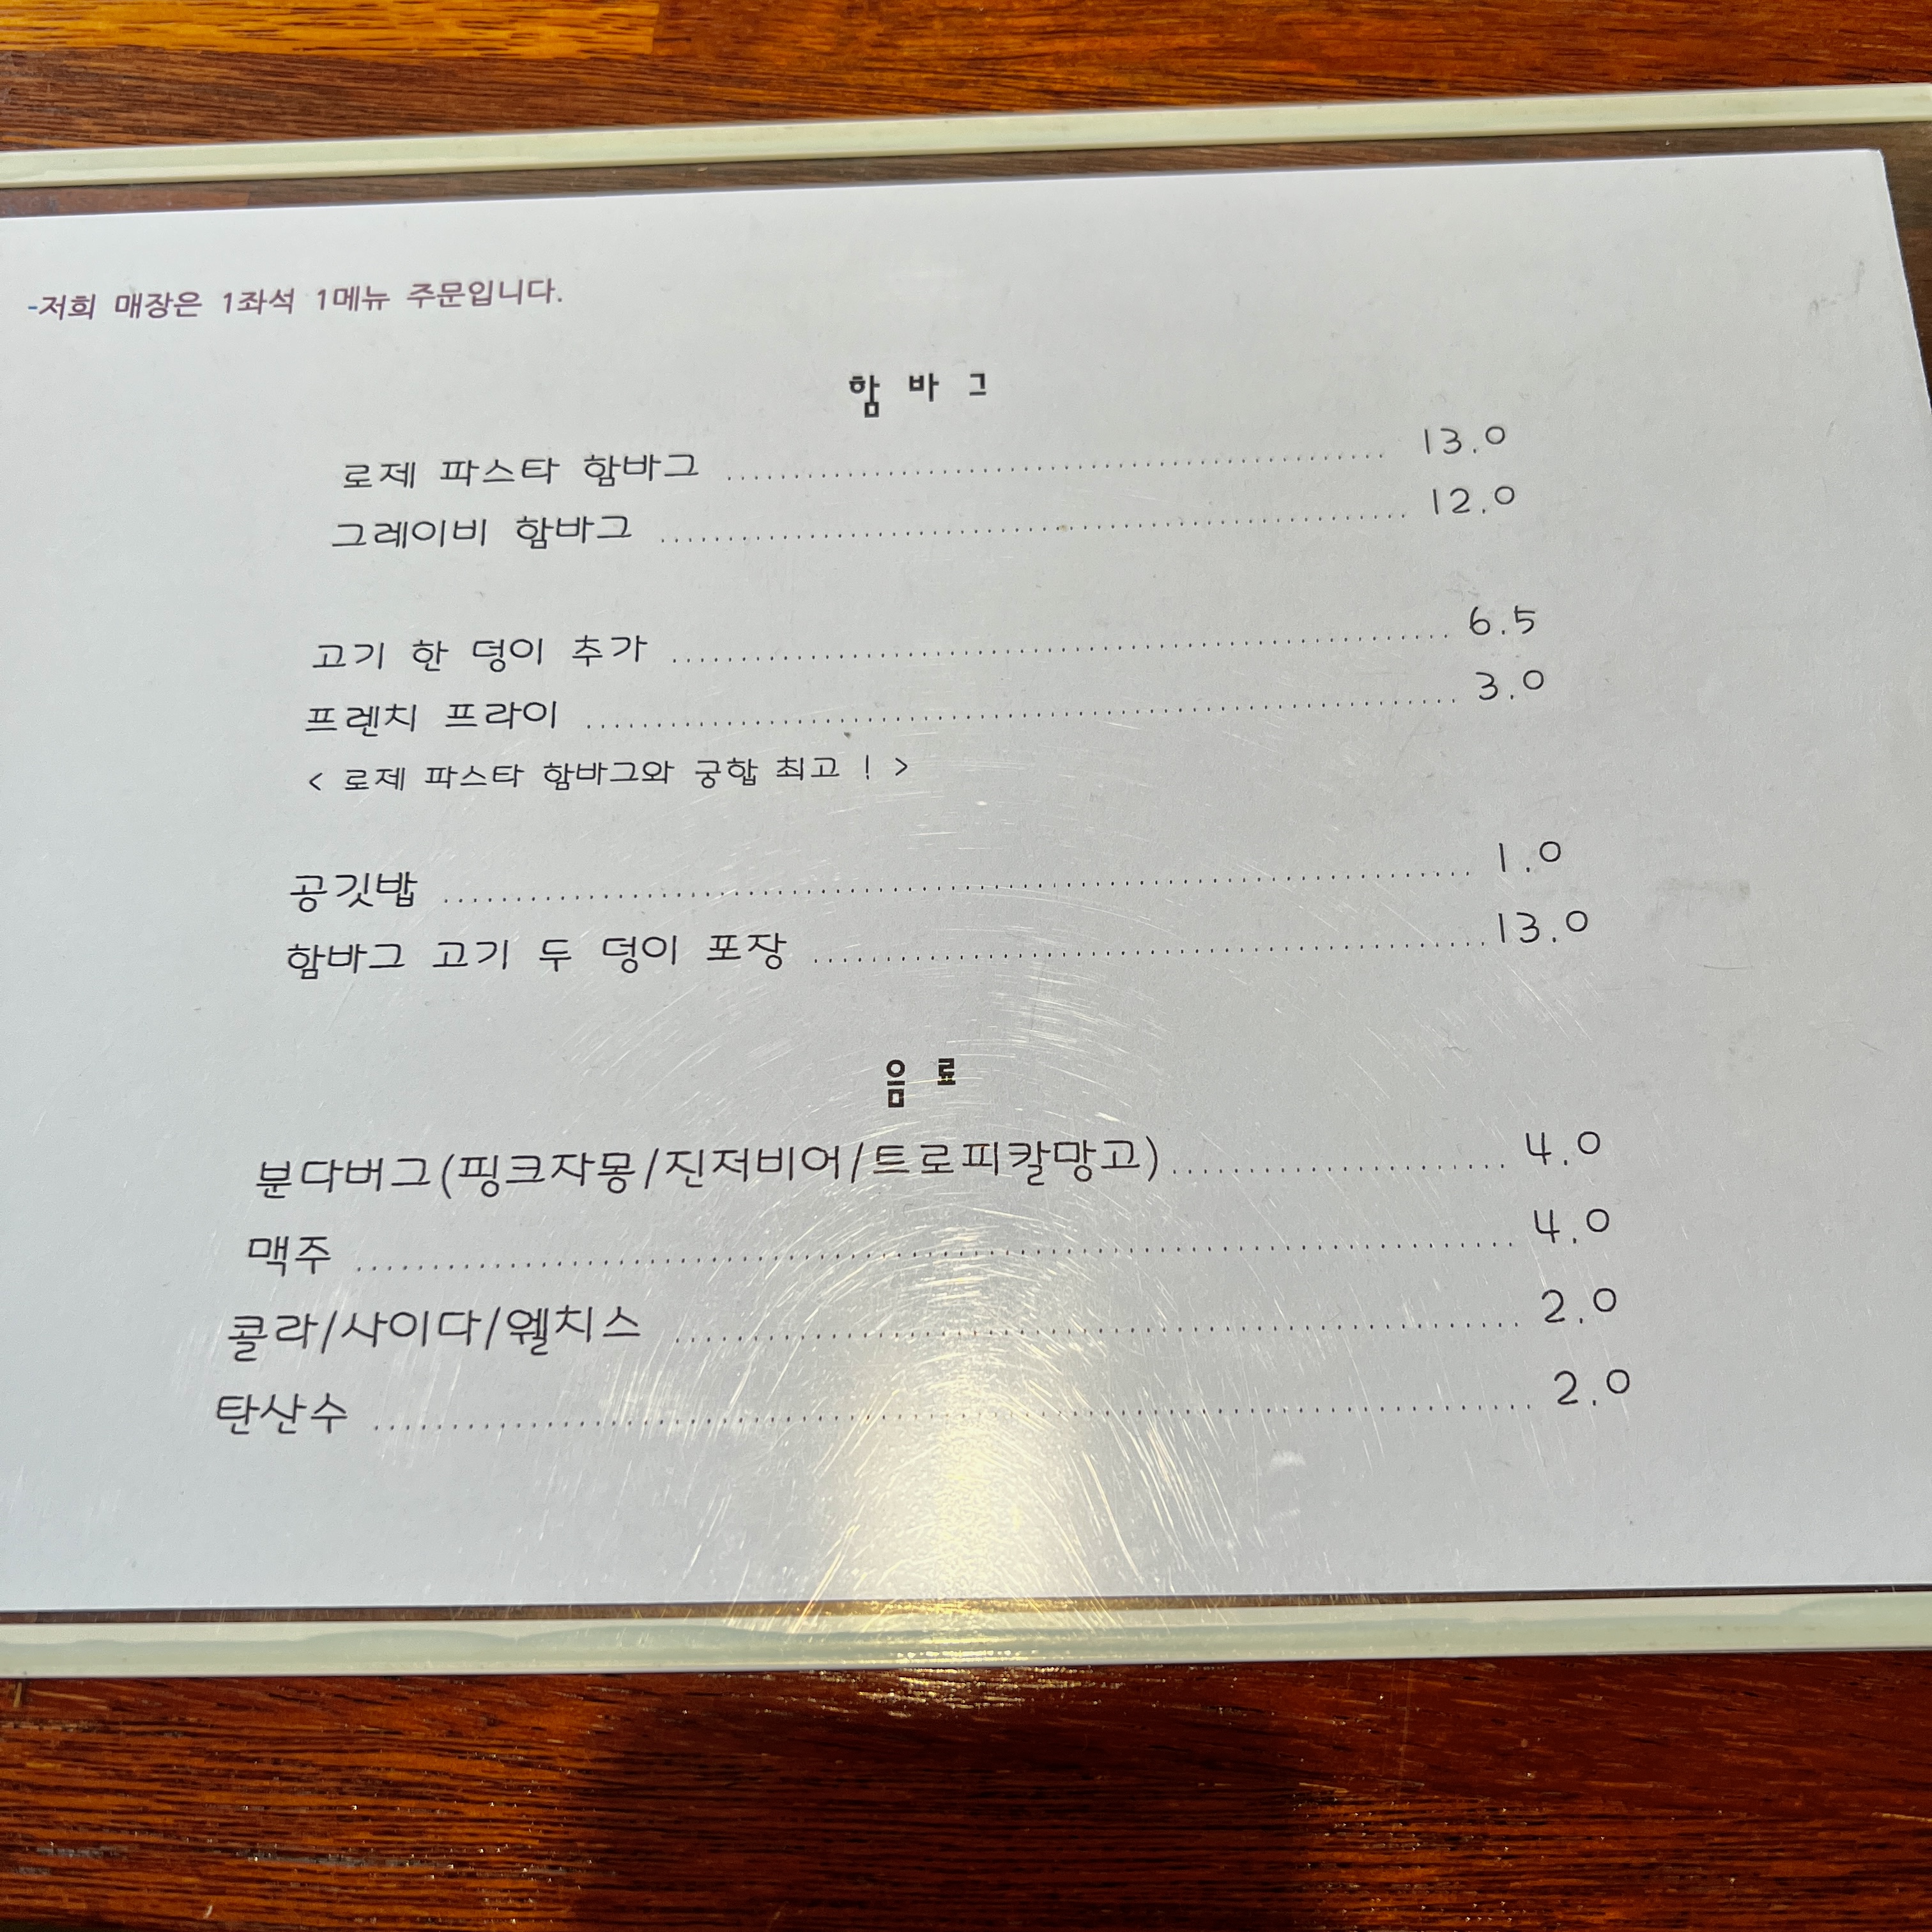 -저희 매장은 1좌석 1메뉴 주문입니다.
함 바 그
로제 파스타 함바그 ........................ 13.0
그레이비 함바그 ........................ 12.0
고기 한 덩이 추가 ........................ 6.5
프렌치 프라이 ........................ 3.0
< 로제 파스타 함바그와 궁합 최고 ! >
공깃밥 ........................ 1.0
함바그 고기 두 덩이 포장 ........................ 13.0
음 료
분다버그(핑크자몽/진저비어/트로피칼망고) ........................ 4.0
맥주 ........................ 4.0
콜라/사이다/웰치스 ........................ 2.0
탄산수 ........................ 2.0